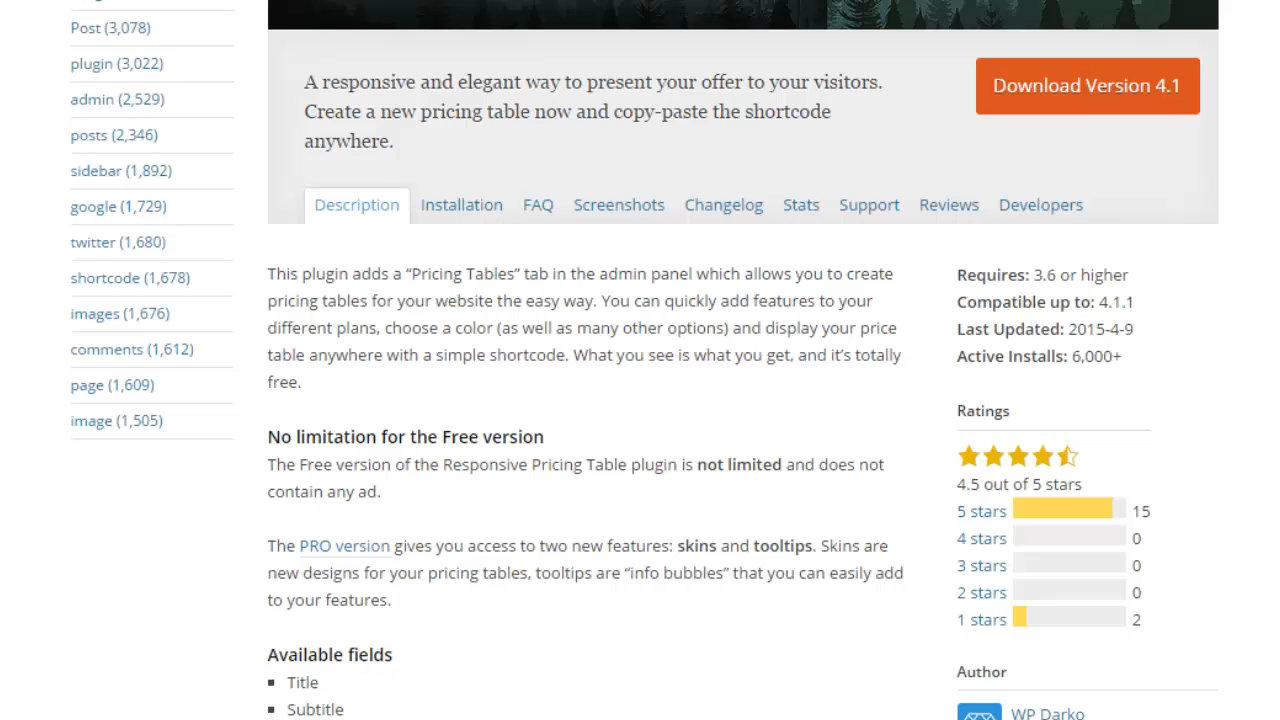 Post (3,078)
plugin (3,022)
admin (2,529)
posts (2,346)
sidebar (1,892)
google (1,729)
twitter (1,680)
shortcode (1,678)
images (1,676)
comments (1,612)
page (1,609)
image (1,505)
A responsive and elegant way to present your offer to your visitors.
Create a new pricing table now and copy-paste the shortcode
anywhere.
Download Version 4.1
Description Installation FAQ Screenshots Changelog Stats Support Reviews Developers
This plugin adds a “Pricing Tables” tab in the admin panel which allows you to create
pricing tables for your website the easy way. You can quickly add features to your
different plans, choose a color (as well as many other options) and display your price
table anywhere with a simple shortcode. What you see is what you get, and it’s totally
free.
No limitation for the Free version
The Free version of the Responsive Pricing Table plugin is not limited and does not
contain any ad.
The PRO version gives you access to two new features: skins and tooltips. Skins are
new designs for your pricing tables, tooltips are “info bubbles” that you can easily add
to your features.
Available fields
Title
Subtitle
Requires: 3.6 or higher
Compatible up to: 4.1.1
Last Updated: 2015-4-9
Active Installs: 6,000+
Ratings
4.5 out of 5 stars
5 stars 15
4 stars 0
3 stars 0
2 stars 0
1 stars 2
Author
WP Darko